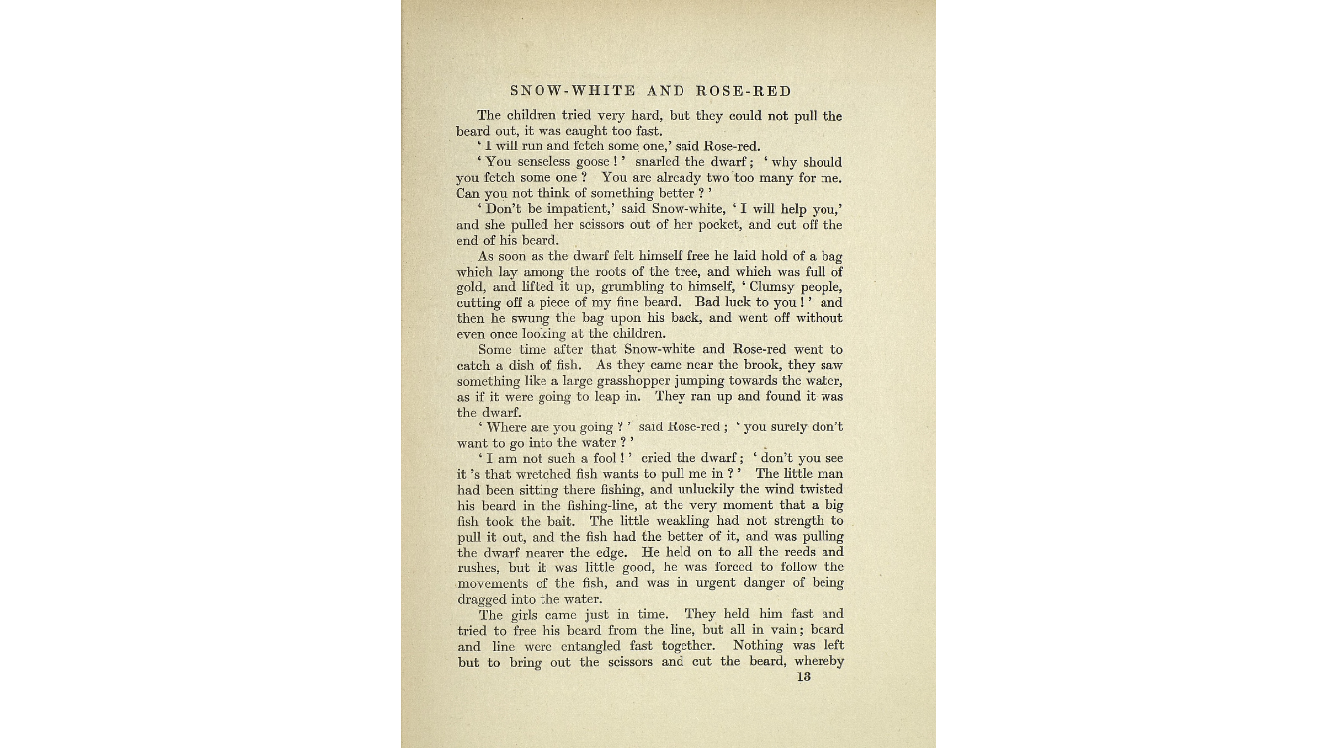 SNOW-WHITE AND ROSE-RED
The children tried very hard, but they could not pull the
beard out, it was caught too fast.
‘ I will run and fetch some one,’ said Rose-red.
‘ You senseless goose ! ’ snarled the dwarf ; ‘ why should
you fetch some one ? You are already two too many for me.
Can you not think of something better ? ’
‘ Don’t be impatient,’ said Snow-white, ‘ I will help you,’
and she pulled her scissors out of her pocket, and cut off the
end of his beard.
As soon as the dwarf felt himself free he laid hold of a bag
which lay among the roots of the tree, and which was full of
gold, and lifted it up, grumbling to himself, ‘ Clumsy people,
cutting off a piece of my fine beard. Bad luck to you ! ’ and
then he swung the bag upon his back, and went off without
even once looking at the children.
Some time after that Snow-white and Rose-red went to
catch a dish of fish. As they came near the brook, they saw
something like a large grasshopper jumping towards the water,
as if it were going to leap in. They ran up and found it was
the dwarf.
‘ Where are you going ? ’ said Rose-red ; ‘ you surely don’t
want to go into the water ? ’
‘ I am not such a fool ! ’ cried the dwarf ; ‘ don’t you see
it ’s that wretched fish wants to pull me in ? ’ The little man
had been sitting there fishing, and unluckily the wind twisted
his beard in the fishing-line, at the very moment that a big
fish took the bait. The little weakling had not strength to
pull it out, and the fish had the better of it, and was pulling
the dwarf nearer the edge. He held on to all the reeds and
rushes, but it was little good, he was forced to follow the
movements of the fish, and was in urgent danger of being
dragged into the water.
The girls came just in time. They held him fast and
tried to free his beard from the line, but all in vain ; beard
and line were entangled fast together. Nothing was left
but to bring out the scissors and cut the beard, whereby
13